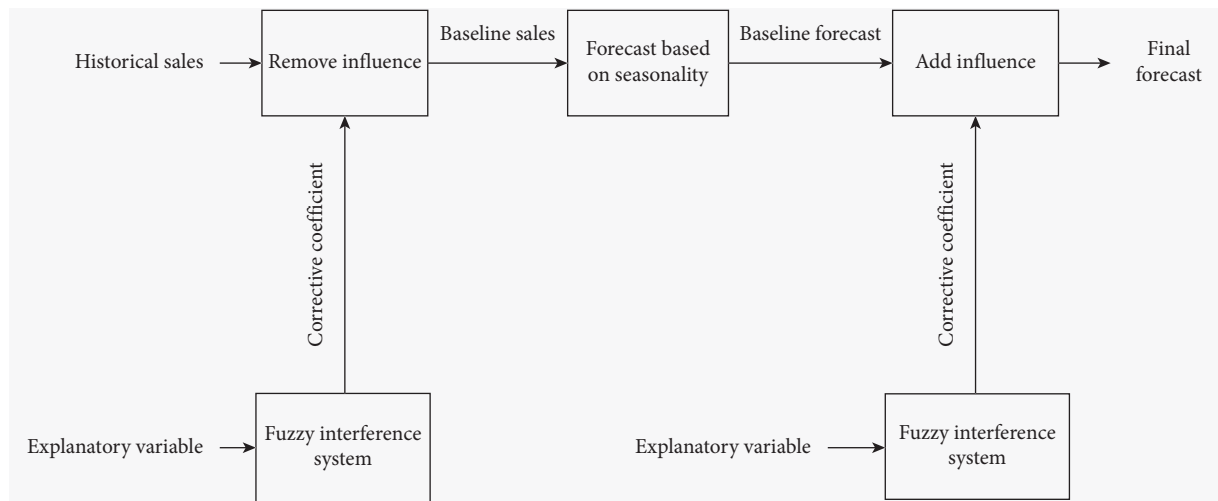 Historical sales
Remove influence
Baseline sales
Forecast based
on seasonality
Baseline forecast
Add influence
Final
forecast
Corrective coefficient
Corrective coefficient
Explanatory variable
Fuzzy interference
system
Explanatory variable
Fuzzy interference
system